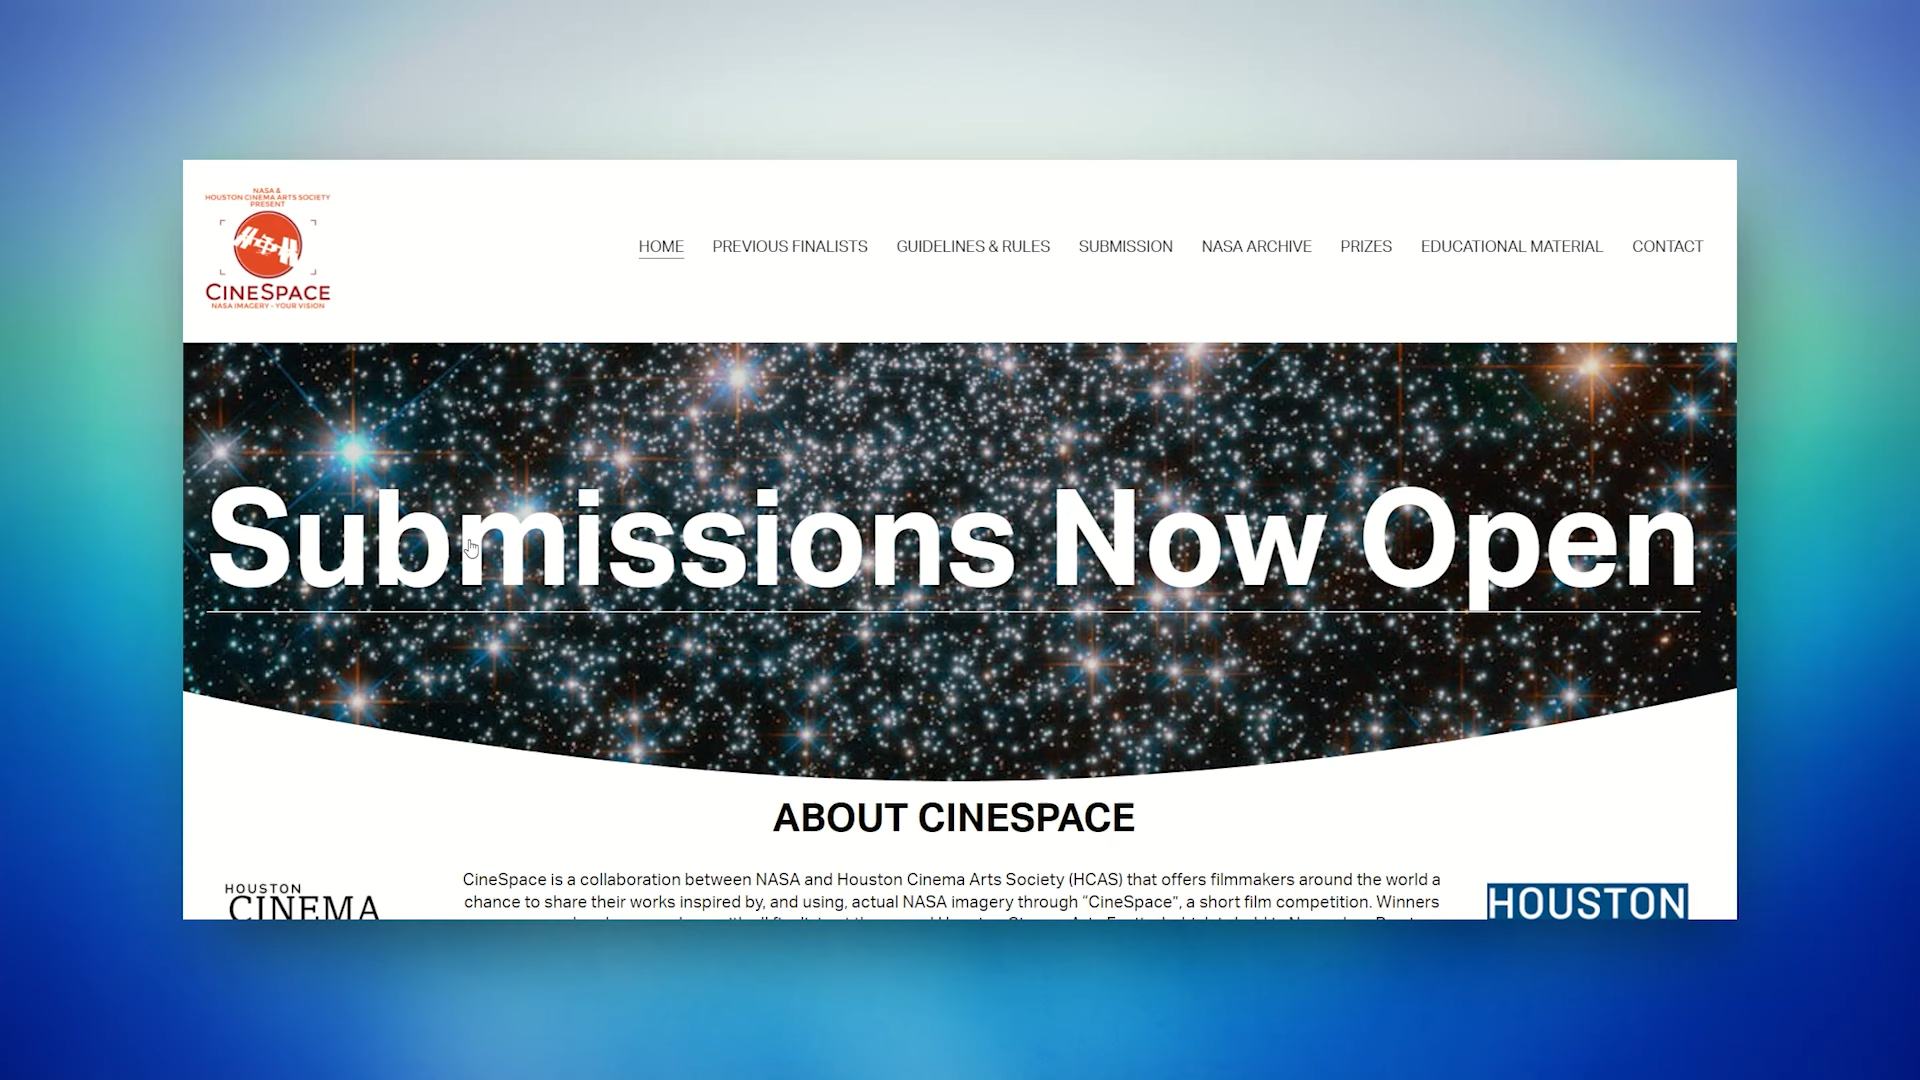 NASA &
HOUSTON CINEMA ARTS SOCIETY
PRESENT
CINESPACE
NASA IMAGERY - YOUR VISION
HOME PREVIOUS FINALISTS GUIDELINES & RULES SUBMISSION NASA ARCHIVE PRIZES EDUCATIONAL MATERIAL CONTACT
Submissions Now Open
ABOUT CINESPACE
HOUSTON
CINEMA
CineSpace is a collaboration between NASA and Houston Cinema Arts Society (HCAS) that offers filmmakers around the world a
chance to share their works inspired by, and using, actual NASA imagery through “CineSpace”, a short film competition. Winners
HOUSTON